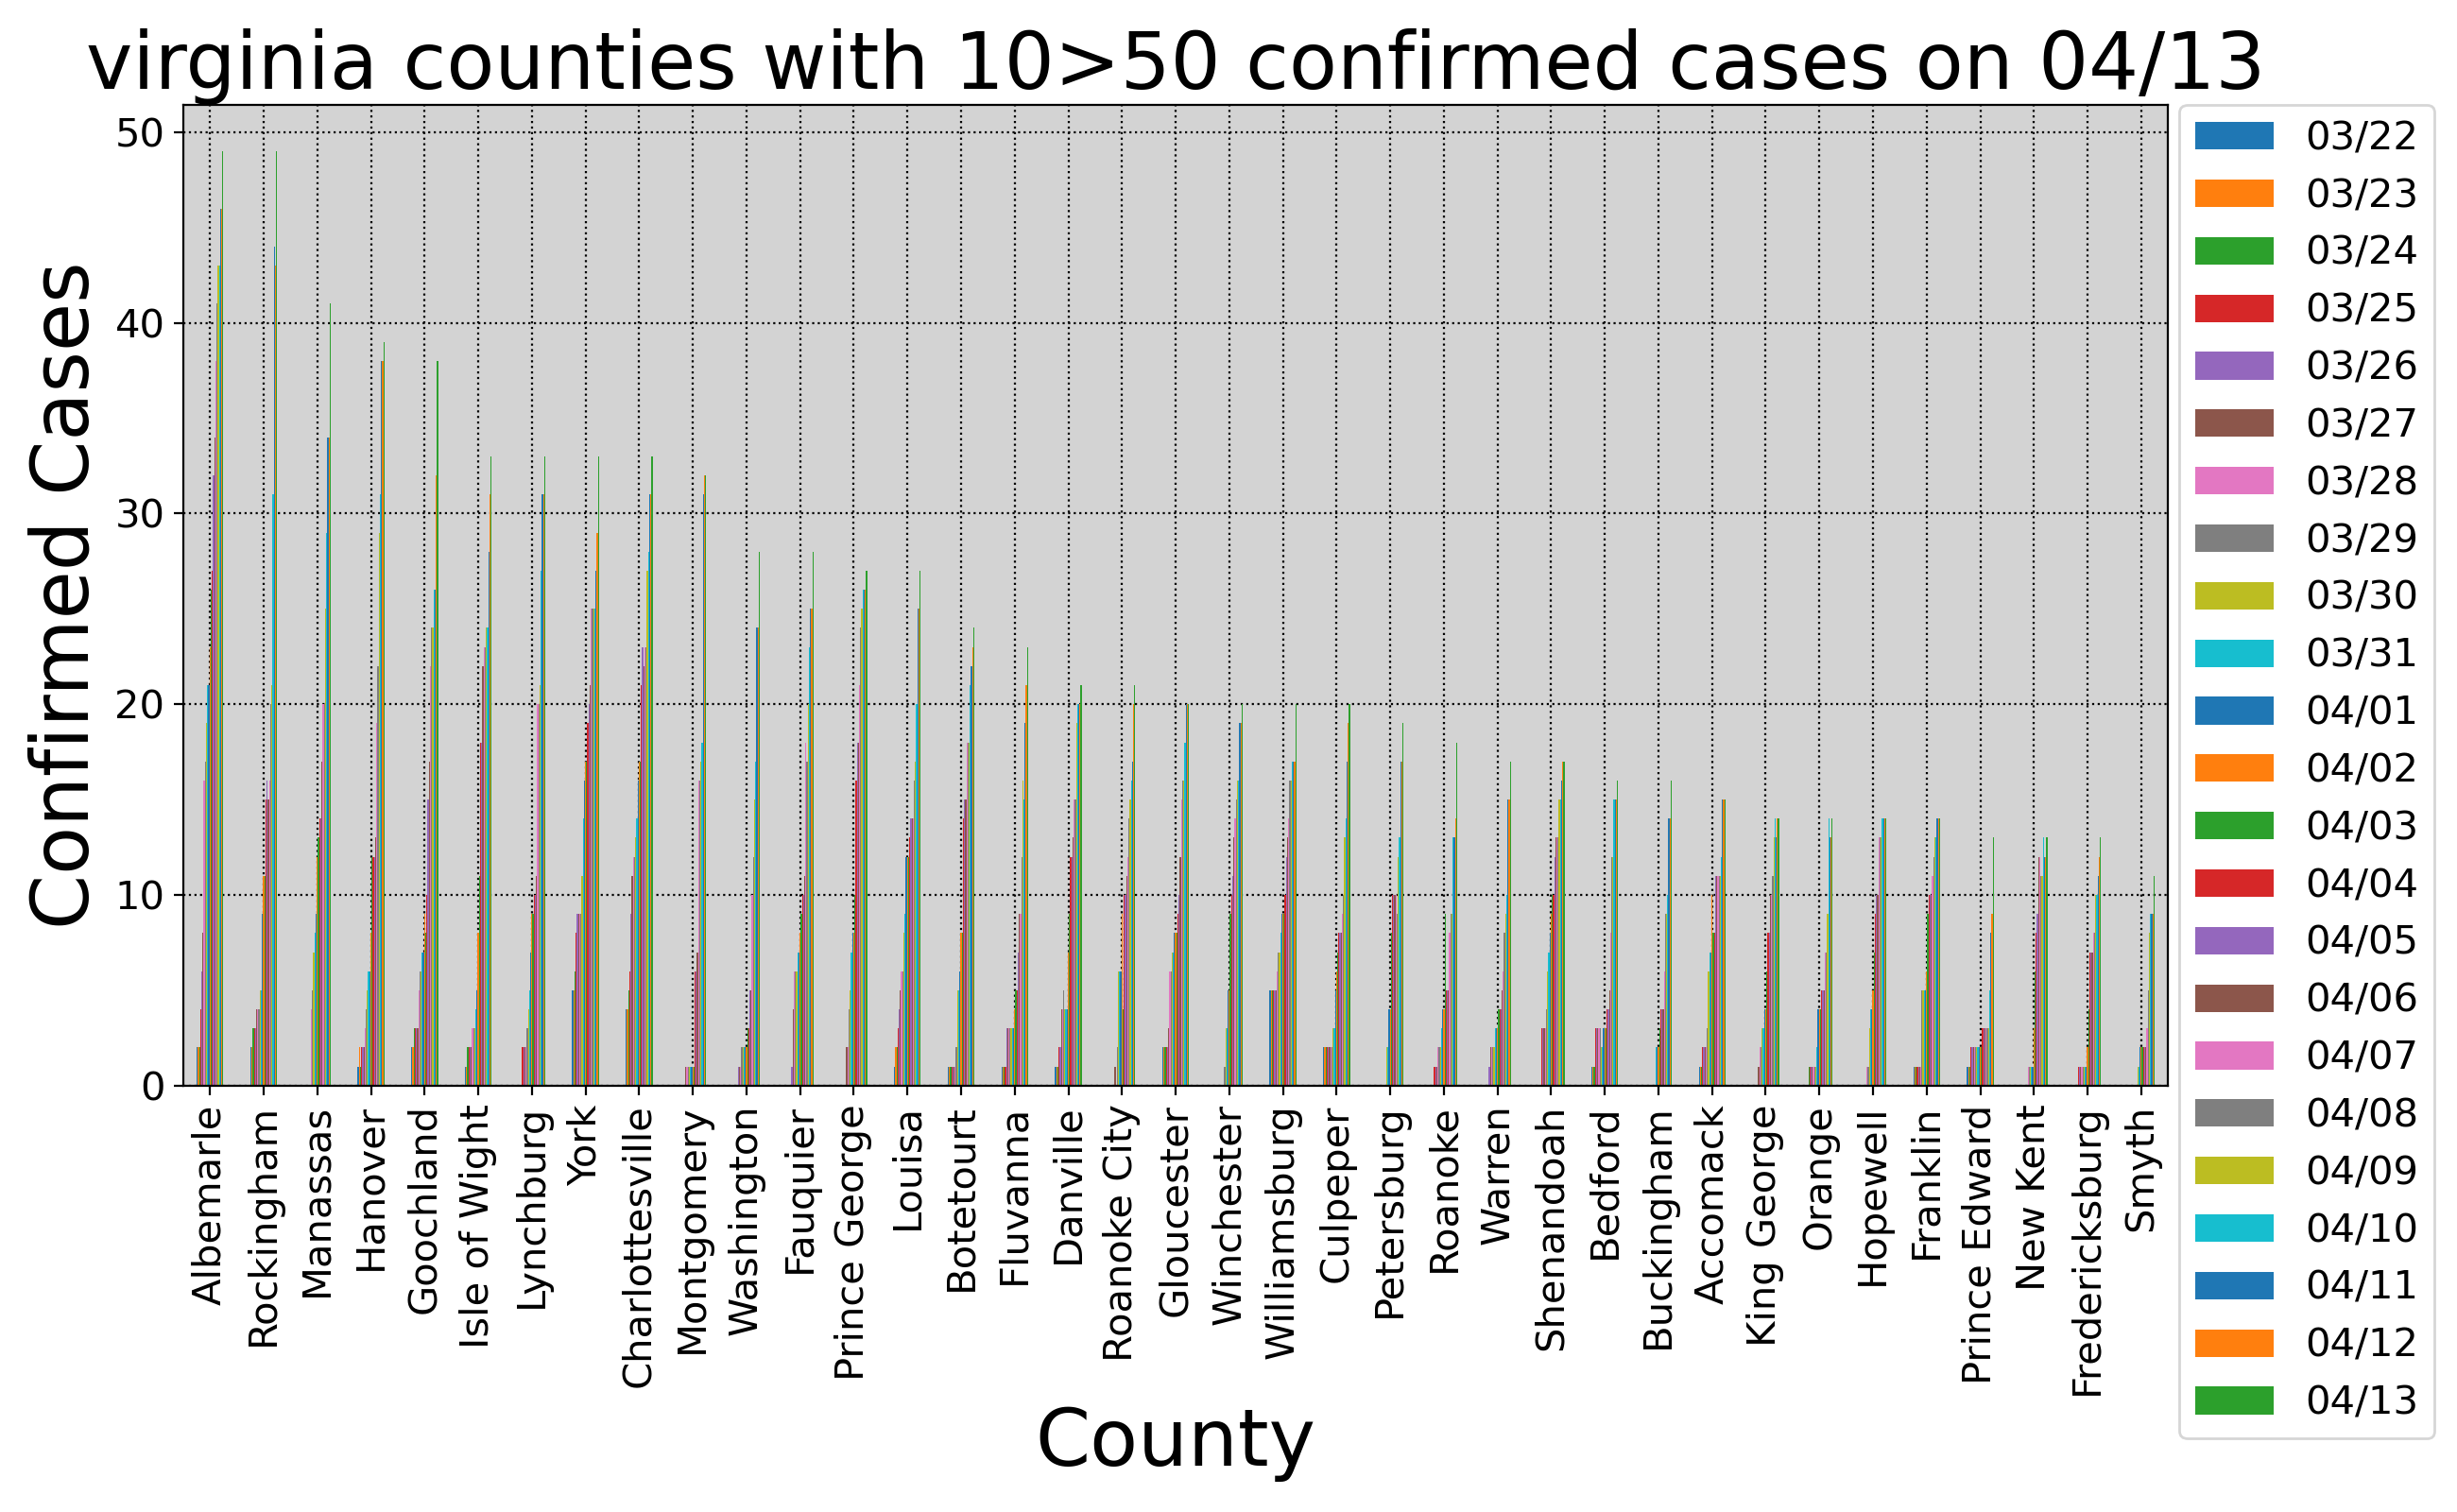 virginia counties with 10>50 confirmed cases on 04/13
Confirmed Cases
50
40
30
20
10
0
Albemarle
Rockingham
Manassas
Hanover
Goochland
Isle of Wight
Lynchburg
York
Charlottesville
Montgomery
Washington
Fauquier
Prince George
Louisa
Botetourt
Fluvanna
Danville
Roanoke City
Gloucester
Winchester
Williamsburg
Culpeper
Petersburg
Roanoke
Warren
Shenandoah
Bedford
Buckingham
Accomack
King George
Orange
Hopewell
Franklin
Prince Edward
New Kent
Fredericksburg
Smyth
County
03/22
03/23
03/24
03/25
03/26
03/27
03/28
03/29
03/30
03/31
04/01
04/02
04/03
04/04
04/05
04/06
04/07
04/08
04/09
04/10
04/11
04/12
04/13